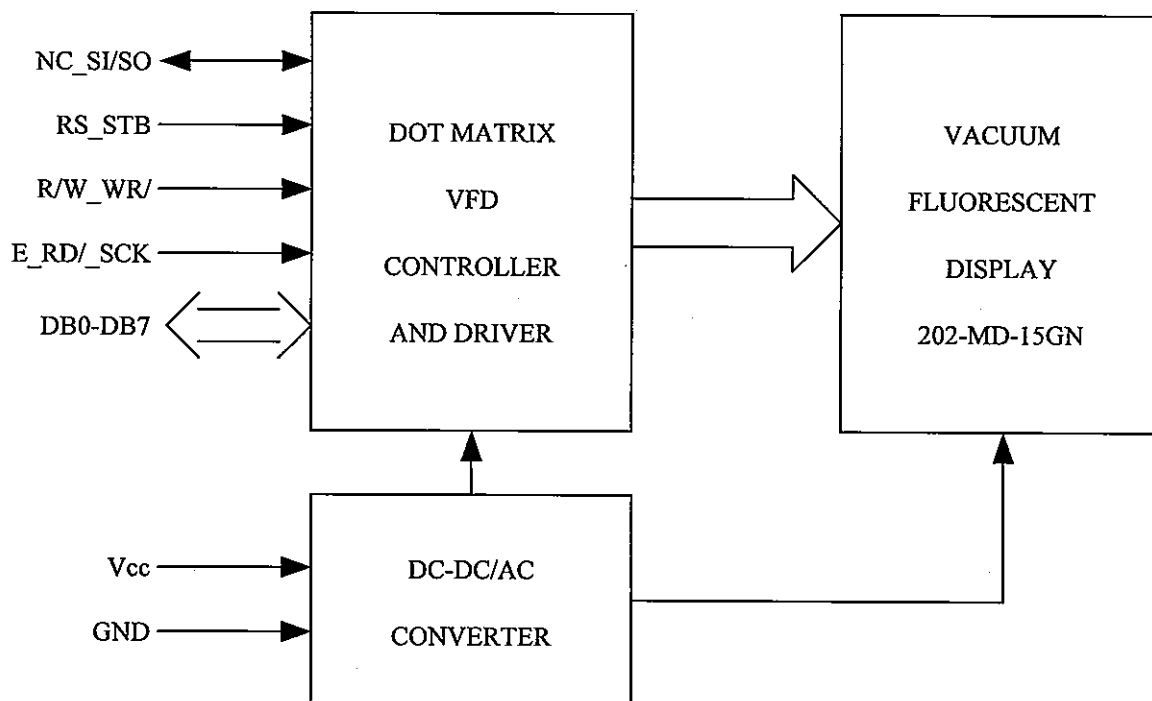 NC_SI/SO
RS_STB
R/W_WR/
E_RD/_SCK
DB0-DB7
DOT MATRIX
VFD
CONTROLLER
AND DRIVER
VACUUM
FLUORESCENT
DISPLAY
202-MD-15GN
Vcc
GND
DC-DC/AC
CONVERTER